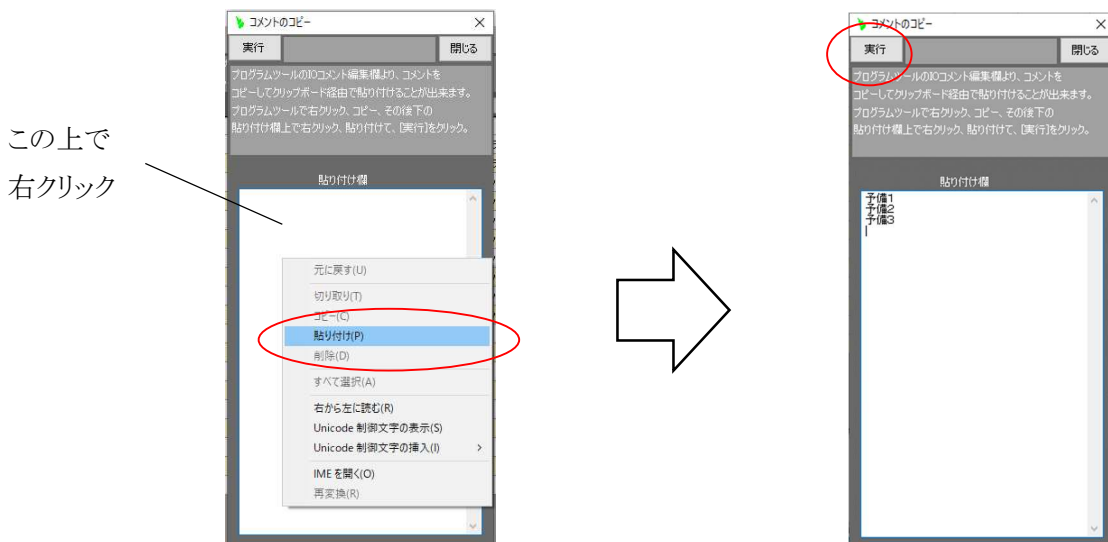 コメントのコピー
実行
閉じる
プログラムツールのIOコメント編集欄より、コメントを
コピーしてクリップボード経由で貼り付けることが出来ます。
プログラムツールで右クリック、コピー、その後下の
貼り付け欄上で右クリック、貼り付けて、[実行]をクリック。
この上で
右クリック
貼り付け欄
元に戻す(U)
切り取り(T)
コピー(C)
貼り付け(P)
削除(D)
すべて選択(A)
右から左に読む(R)
Unicode 制御文字の表示(S)
Unicode 制御文字の挿入(I)
IME を開く(O)
再変換(R)
コメントのコピー
実行
閉じる
プログラムツールのIOコメント編集欄より、コメントを
コピーしてクリップボード経由で貼り付けることが出来ます。
プログラムツールで右クリック、コピー、その後下の
貼り付け欄上で右クリック、貼り付けて、[実行]をクリック。
貼り付け欄
予備1
予備2
予備3